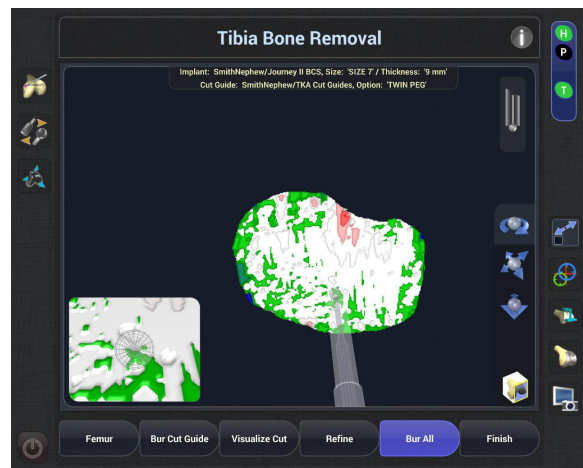 Tibia Bone Removal
i
H
P
T
Implant: SmithNephew/Journey II BCS, Size: 'SIZE 7' / Thickness: '9 mm'
Cut Guide: SmithNephew/TKA Cut Guides, Option: 'TWIN PEG'
Femur
Bur Cut Guide
Visualize Cut
Refine
Bur All
Finish